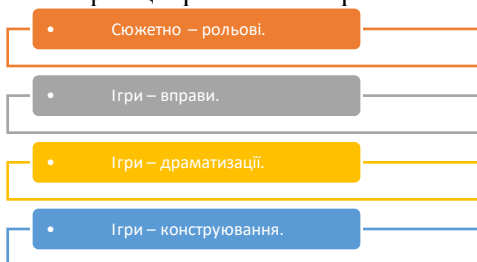 • Сюжетно – рольові.
• Ігри – вправи.
• Ігри – драматизації.
• Ігри – конструювання.